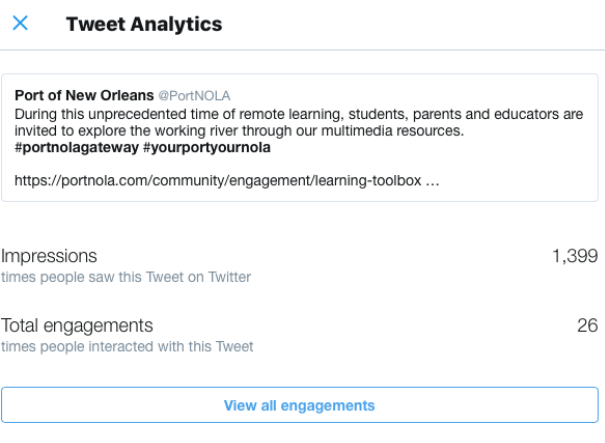 Tweet Analytics
Port of New Orleans @PortNOLA
During this unprecedented time of remote learning, students, parents and educators are
invited to explore the working river through our multimedia resources.
#portnolagateway #yourportyournola
https://portnola.com/community/engagement/learning-toolbox …
Impressions 1,399
times people saw this Tweet on Twitter
Total engagements 26
times people interacted with this Tweet
View all engagements